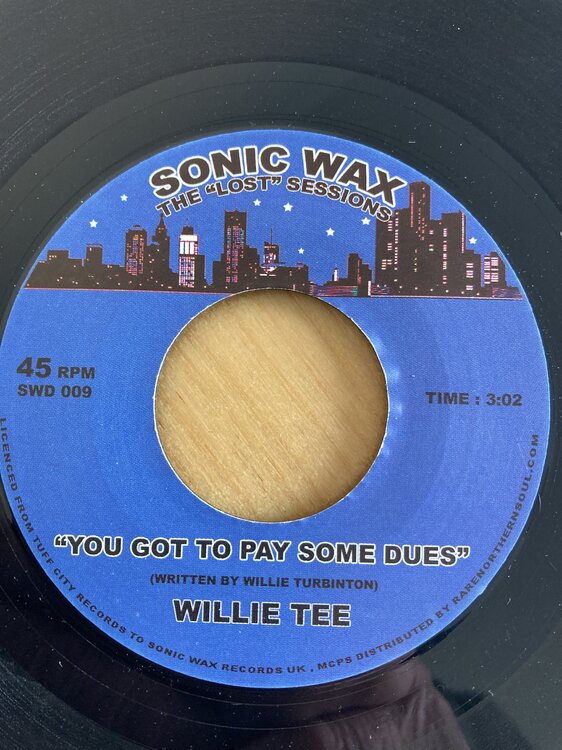 SONIC WAX
THE "LOST" SESSIONS
45 RPM
SWD 009
TIME : 3:02
"YOU GOT TO PAY SOME DUES"
(WRITTEN BY WILLIE TURBINTON)
WILLIE TEE
LICENCED FROM TUFF CITY RECORDS TO SONIC WAX RECORDS UK , MCPS DISTRIBUTED BY RARENORTHERNSOUL.COM